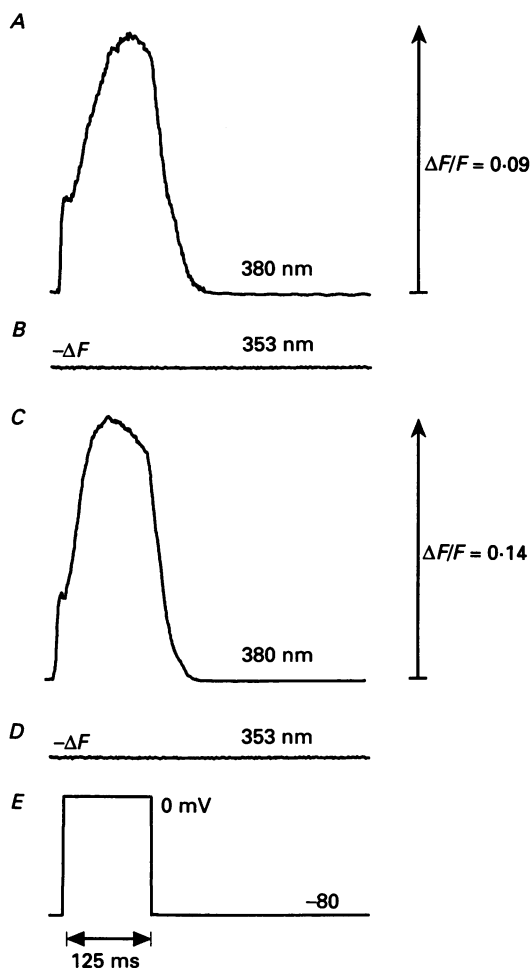 A
ΔF/F = 0·09
380 nm
B
−ΔF
353 nm
C
ΔF/F = 0·14
380 nm
D
−ΔF
353 nm
E
0 mV
−80
125 ms